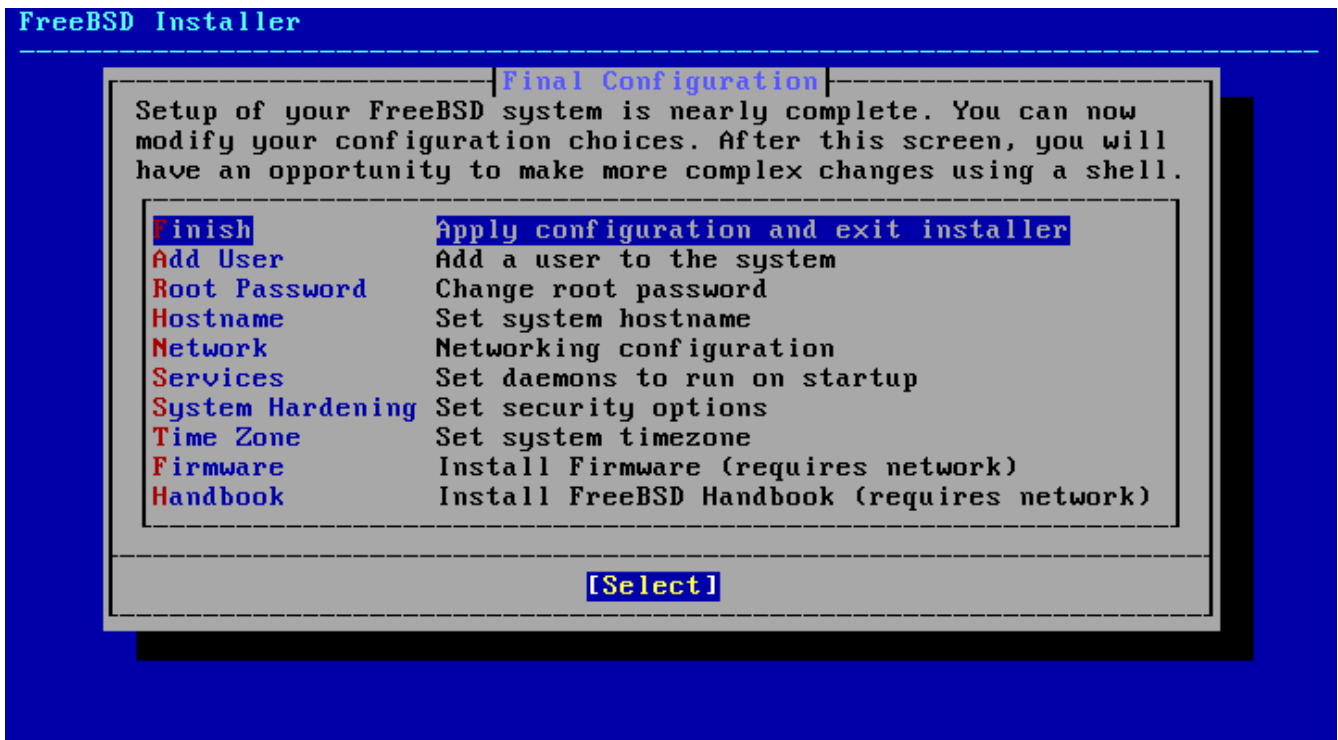 FreeBSD Installer
Final Configuration
Setup of your FreeBSD system is nearly complete. You can now
modify your configuration choices. After this screen, you will
have an opportunity to make more complex changes using a shell.
Finish Apply configuration and exit installer
Add User Add a user to the system
Root Password Change root password
Hostname Set system hostname
Network Networking configuration
Services Set daemons to run on startup
System Hardening Set security options
Time Zone Set system timezone
Firmware Install Firmware (requires network)
Handbook Install FreeBSD Handbook (requires network)
[Select]